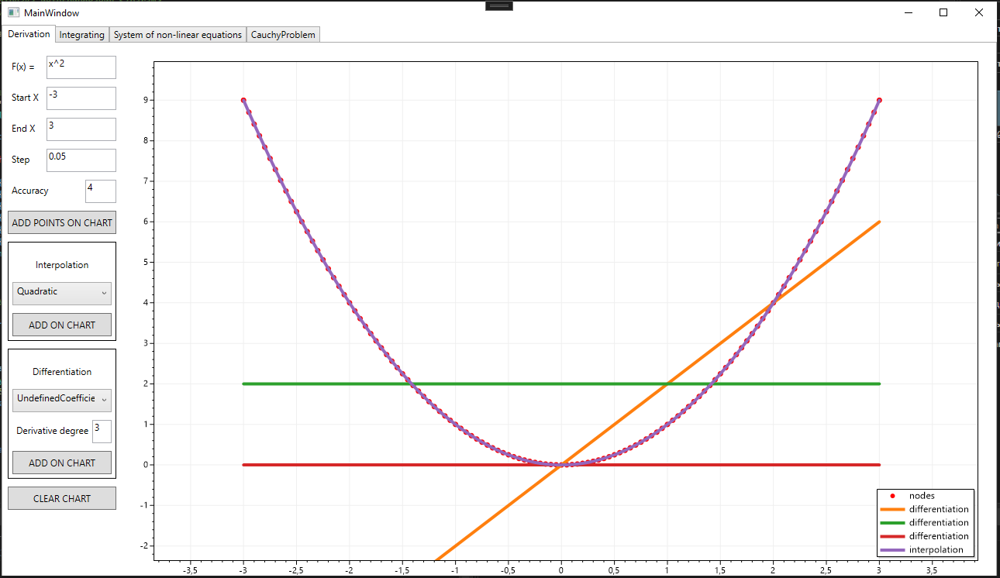 MainWindow
Derivation Integrating System of non-linear equations CauchyProblem
F(x) = x^2
Start X -3
End X 3
Step 0.05
Accuracy 4
ADD POINTS ON CHART
Interpolation
Quadratic
ADD ON CHART
Differentiation
UndefinedCoefficie
Derivative degree 3
ADD ON CHART
CLEAR CHART
9
8
7
6
5
4
3
2
1
0
-1
-2
-3,5 -3 -2,5 -2 -1,5 -1 -0,5 0 0,5 1 1,5 2 2,5 3 3,5
nodes
differentiation
differentiation
differentiation
interpolation